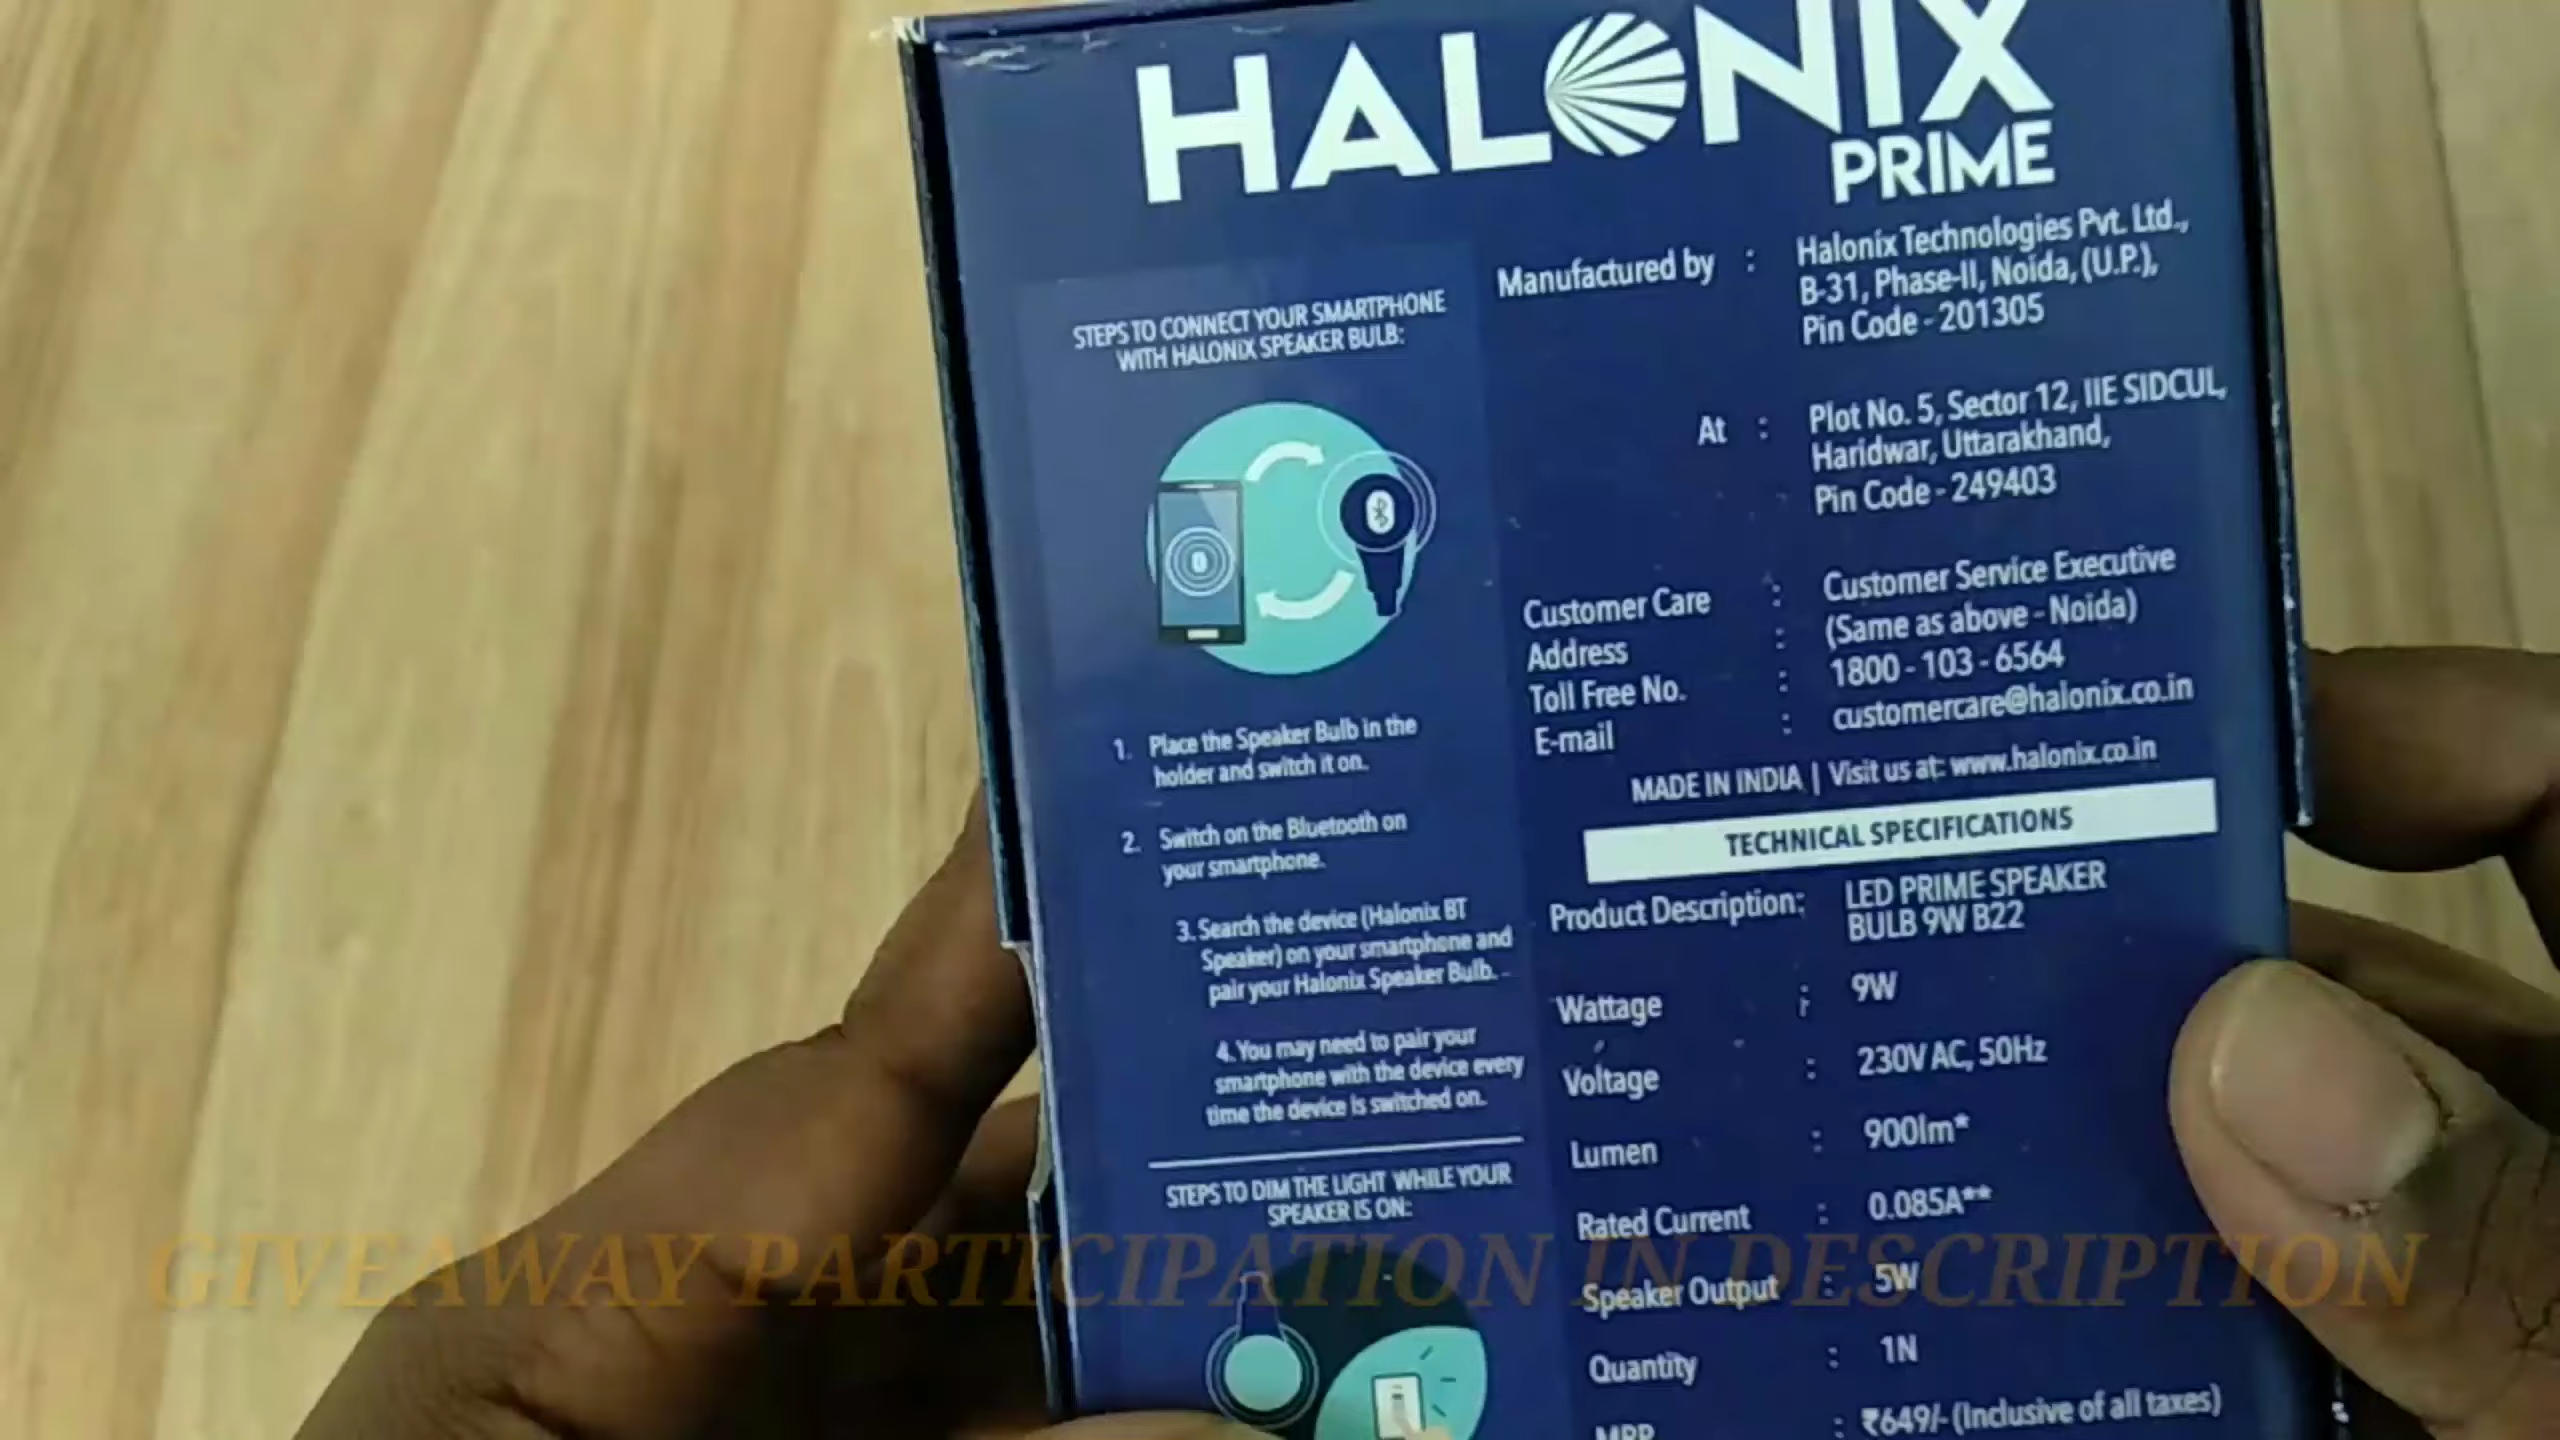 HALONIX
PRIME
STEPS TO CONNECT YOUR SMARTPHONE
WITH HALONIX SPEAKER BULB:
1. Place the Speaker Bulb in the
holder and switch it on.
2. Switch on the Bluetooth on
your smartphone.
3. Search the device (Halonix BT
Speaker) on your smartphone and
pair your Halonix Speaker Bulb.
4. You may need to pair your
smartphone with the device every
time the device is switched on.
STEPS TO DIM THE LIGHT WHILE YOUR
SPEAKER IS ON:
Manufactured by : Halonix Technologies Pvt. Ltd.,
B-31, Phase-II, Noida, (U.P.),
Pin Code - 201305
At : Plot No. 5, Sector 12, IIE SIDCUL,
Haridwar, Uttarakhand,
Pin Code - 249403
Customer Care : Customer Service Executive
Address : (Same as above - Noida)
Toll Free No. : 1800 - 103 - 6564
E-mail : customercare@halonix.co.in
MADE IN INDIA | Visit us at: www.halonix.co.in
TECHNICAL SPECIFICATIONS
Product Description: LED PRIME SPEAKER
BULB 9W B22
Wattage : 9W
Voltage : 230V AC, 50Hz
Lumen : 900lm*
Rated Current : 0.085A**
Speaker Output : 5W
Quantity : 1N
MRP : ₹649/- (Inclusive of all taxes)
GIVEAWAY PARTICIPATION IN DESCRIPTION